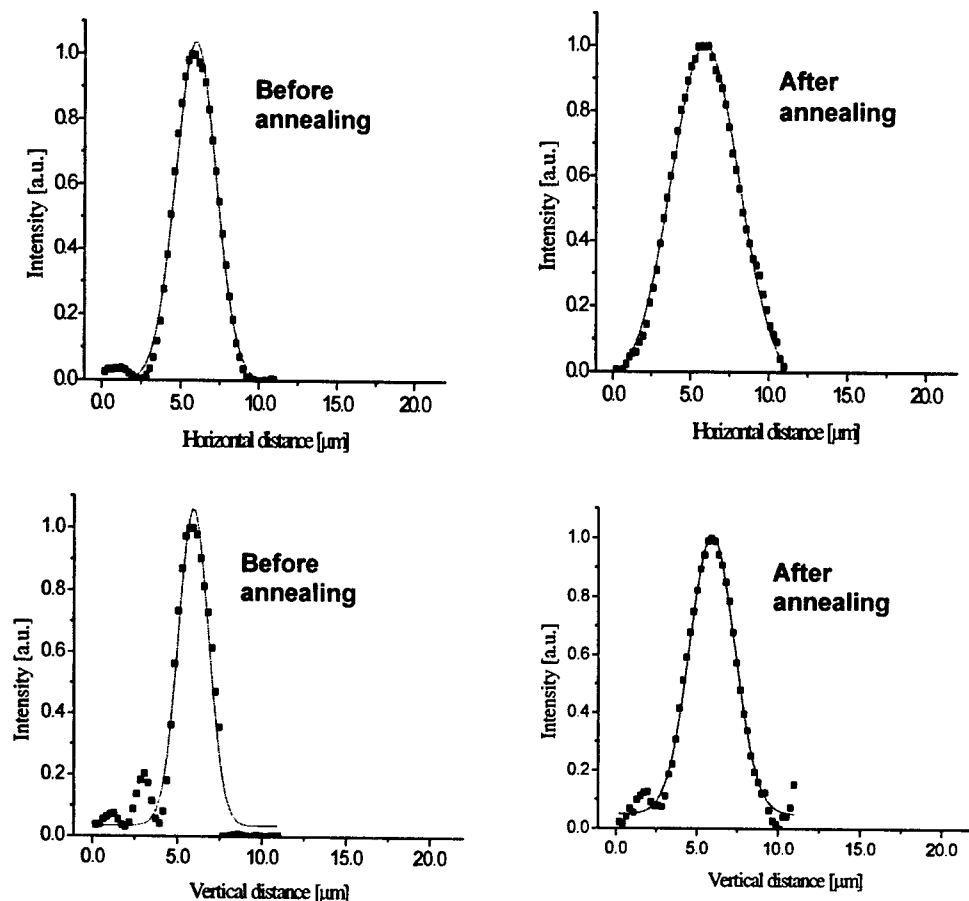 1.0
0.8
0.6
0.4
0.2
0.0
Intensity [a.u.]
Before
annealing
0.0 5.0 10.0 15.0 20.0
Horizontal distance [μm]
1.0
0.8
0.6
0.4
0.2
0.0
Intensity [a.u.]
After
annealing
0.0 5.0 10.0 15.0 20.0
Horizontal distance [μm]
1.0
0.8
0.6
0.4
0.2
0.0
Intensity [a.u.]
Before
annealing
0.0 5.0 10.0 15.0 20.0
Vertical distance [μm]
1.0
0.8
0.6
0.4
0.2
0.0
Intensity [a.u.]
After
annealing
0.0 5.0 10.0 15.0 20.0
Vertical distance [μm]